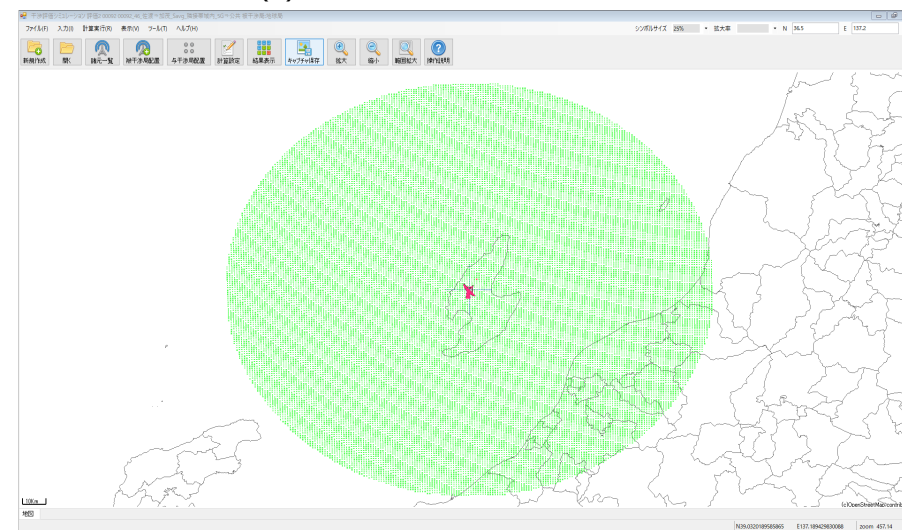 ファイル(F) 入力(I) 計算実行(R) 表示(V) ツール(T) ヘルプ(H) シンボルサイズ 25% 拡大率 N 36.5 E 137.2
新規作成 開く 諸元一覧 被干渉局配置 与干渉局配置 計算設定 結果表示 キャプチャ保存 拡大 縮小 範囲拡大 操作説明
10Km
(c)OpenStreetMap contrib
地図
N39.0320189585865 E137.189429830086 zoom 457.14